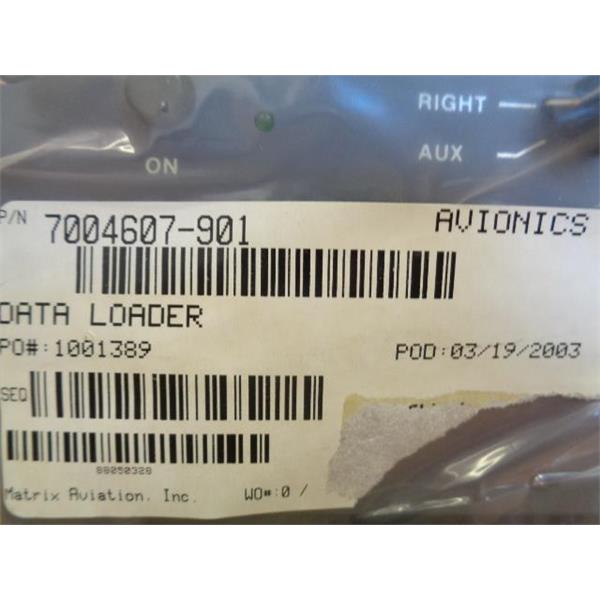 RIGHT
AUX
ON
P/N 7004607-901 AVIONICS
DATA LOADER
PO#:1001389 POD:03/19/2003
SEQ
88050328
Matrix Aviation, Inc. WO#:0 /